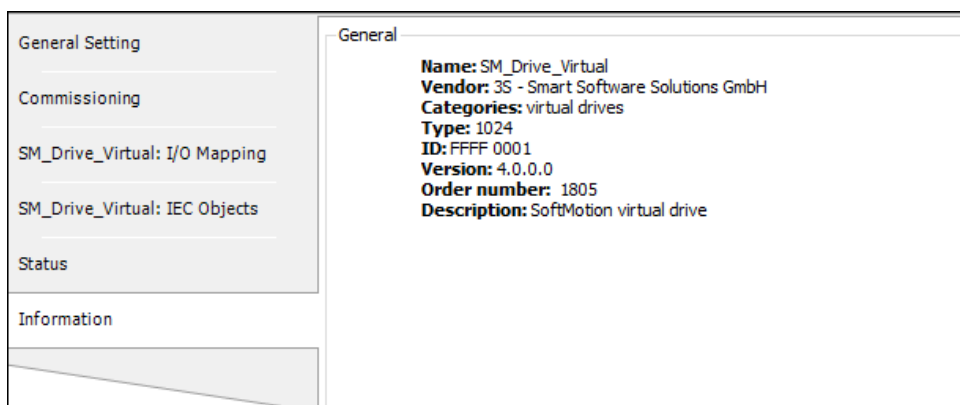 General Setting
Commissioning
SM_Drive_Virtual: I/O Mapping
SM_Drive_Virtual: IEC Objects
Status
Information
General
Name: SM_Drive_Virtual
Vendor: 3S - Smart Software Solutions GmbH
Categories: virtual drives
Type: 1024
ID: FFFF 0001
Version: 4.0.0.0
Order number: 1805
Description: SoftMotion virtual drive